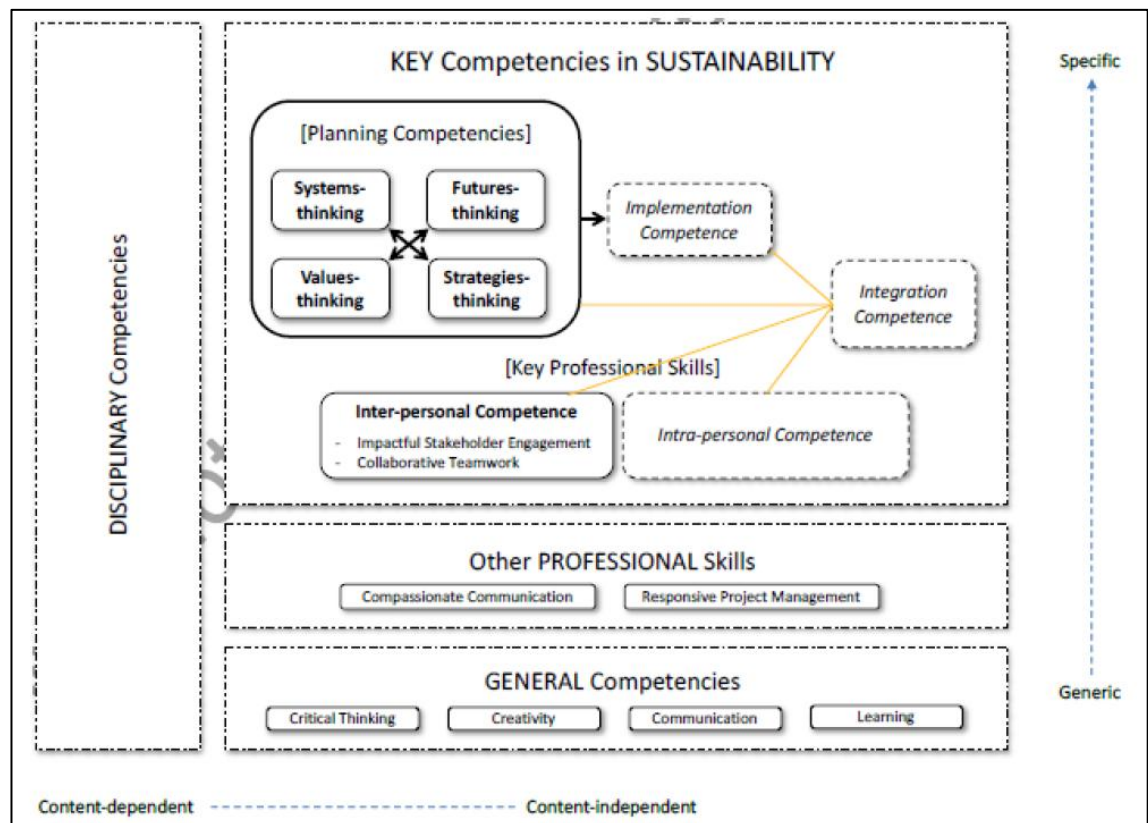 KEY Competencies in SUSTAINABILITY
[Planning Competencies]
Systems-
thinking
Futures-
thinking
Values-
thinking
Strategies-
thinking
Implementation
Competence
Integration
Competence
[Key Professional Skills]
Inter-personal Competence
- Impactful Stakeholder Engagement
- Collaborative Teamwork
Intra-personal Competence
DISCIPLINARY Competencies
Other PROFESSIONAL Skills
Compassionate Communication
Responsive Project Management
GENERAL Competencies
Critical Thinking
Creativity
Communication
Learning
Specific
Generic
Content-dependent
Content-independent